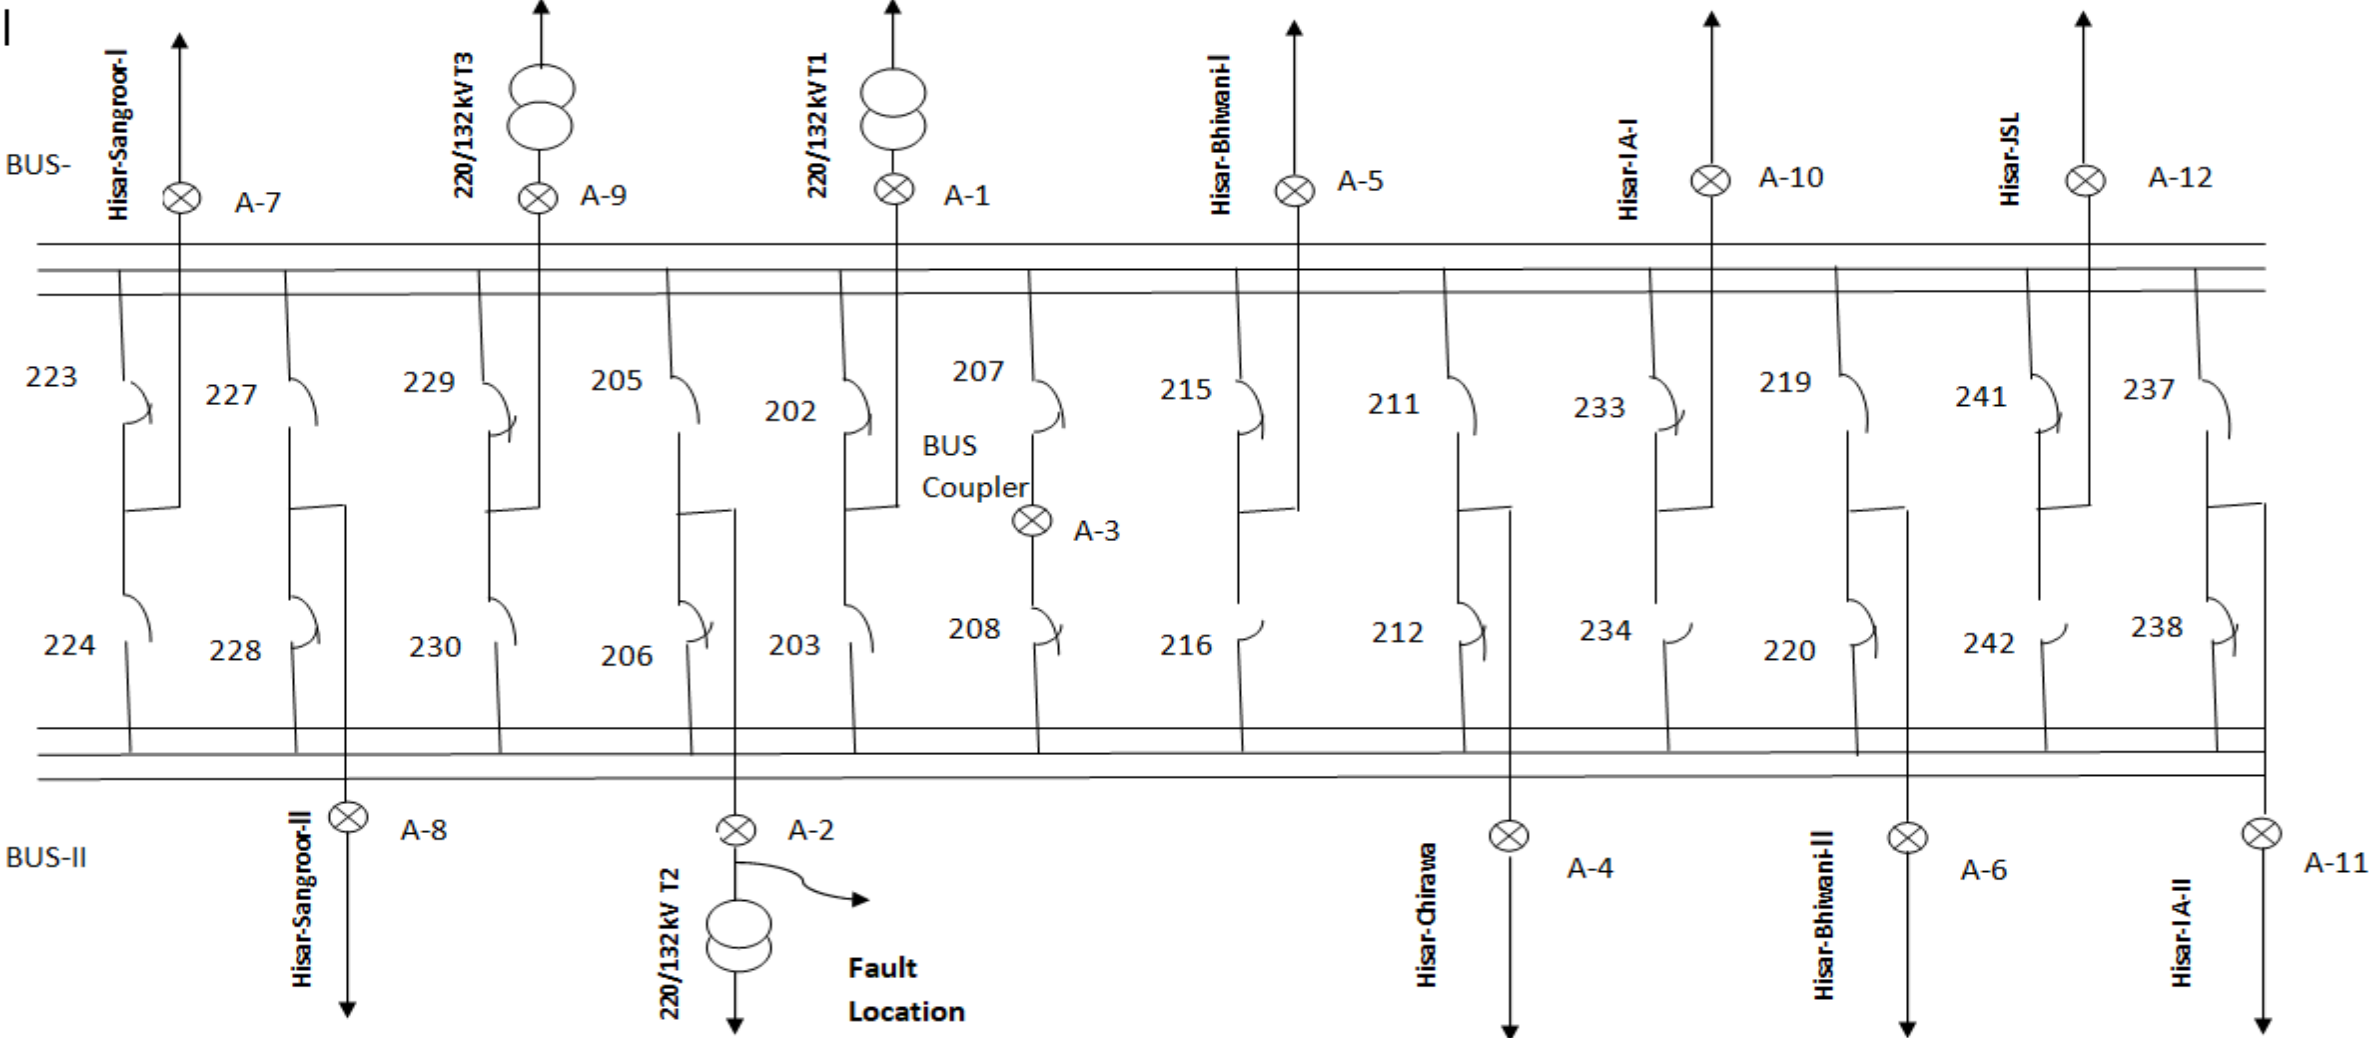 I
Hisar-Sangroor-I
220/132 kV T3
220/132 kV T1
Hisar-Bhiwani-I
Hisar-I A-I
Hisar-JSL
BUS-
A-7
A-9
A-1
A-5
A-10
A-12
223
227
229
205
202
207
215
211
233
219
241
237
BUS
Coupler
A-3
224
228
230
206
203
208
216
212
234
220
242
238
BUS-II
Hisar-Sangroor-II
A-8
220/132 kV T2
A-2
Hisar-Chirawa
A-4
Hisar-Bhiwani-II
A-6
Hisar-I A-II
A-11
Fault
Location